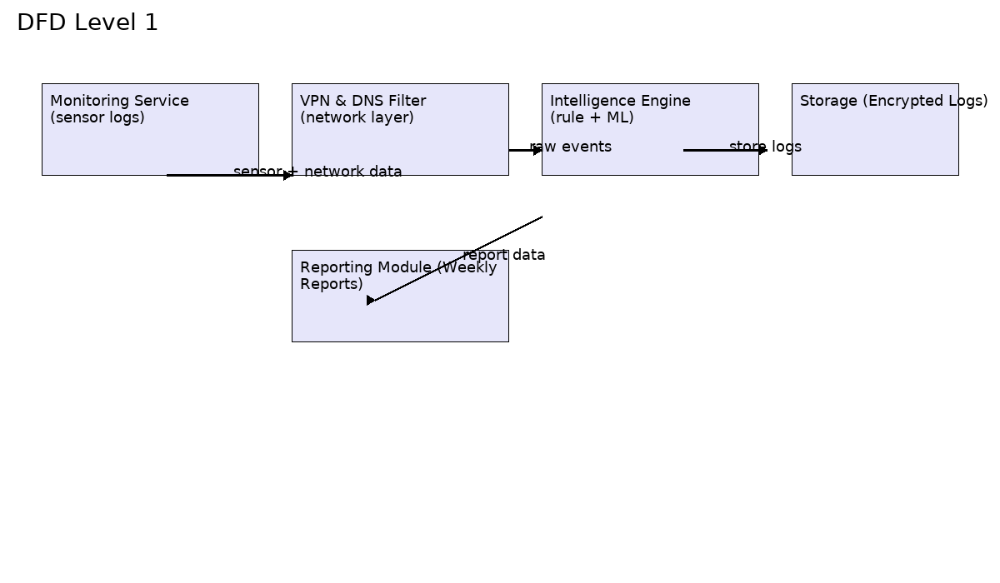 DFD Level 1
Monitoring Service
(sensor logs)
VPN & DNS Filter
(network layer)
Intelligence Engine
(rule + ML)
Storage (Encrypted Logs)
raw events
store logs
sensor + network data
report data
Reporting Module (Weekly
Reports)